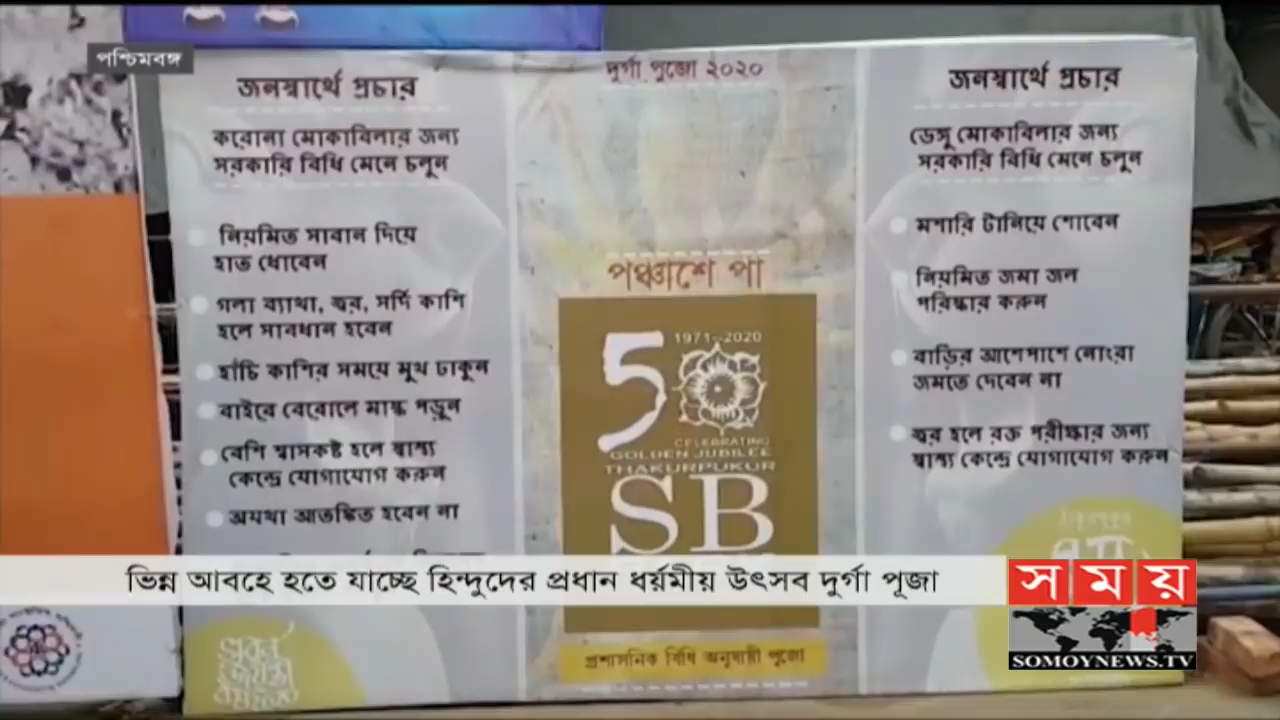 পশ্চিমবঙ্গ
জনস্বার্থে প্রচার
করোনা মোকাবিলার জন্য
সরকারি বিধি মেনে চলুন
নিয়মিত সাবান দিয়ে
হাত ধোবেন
গলা ব্যাথা, জ্বর, সর্দি কাশি
হলে সাবধান হবেন
হাঁচি কাশির সময়ে মুখ ঢাকুন
বাইরে বেরোলে মাস্ক পড়ুন
বেশি শ্বাসকষ্ট হলে স্বাস্থ্য
কেন্দ্রে যোগাযোগ করুন
অযথা আতঙ্কিত হবেন না
দুর্গা পুজো ২০২০
পঞ্চাশে পা
50
1971-2020
CELEBRATING
GOLDEN JUBILEE
THAKURPUKUR
SB
প্রশাসনিক বিধি অনুযায়ী পুজো
জনস্বার্থে প্রচার
ডেঙ্গু মোকাবিলার জন্য
সরকারি বিধি মেনে চলুন
মশারি টানিয়ে শোবেন
নিয়মিত জমা জল
পরিষ্কার করুন
বাড়ির আশেপাশে নোংরা
জমতে দেবেন না
জ্বর হলে রক্ত পরীক্ষার জন্য
স্বাস্থ্য কেন্দ্রে যোগাযোগ করুন
ভিন্ন আবহে হতে যাচ্ছে হিন্দুদের প্রধান ধর্য়মীয় উৎসব দুর্গা পূজা
সময়
SOMOYNEWS.TV